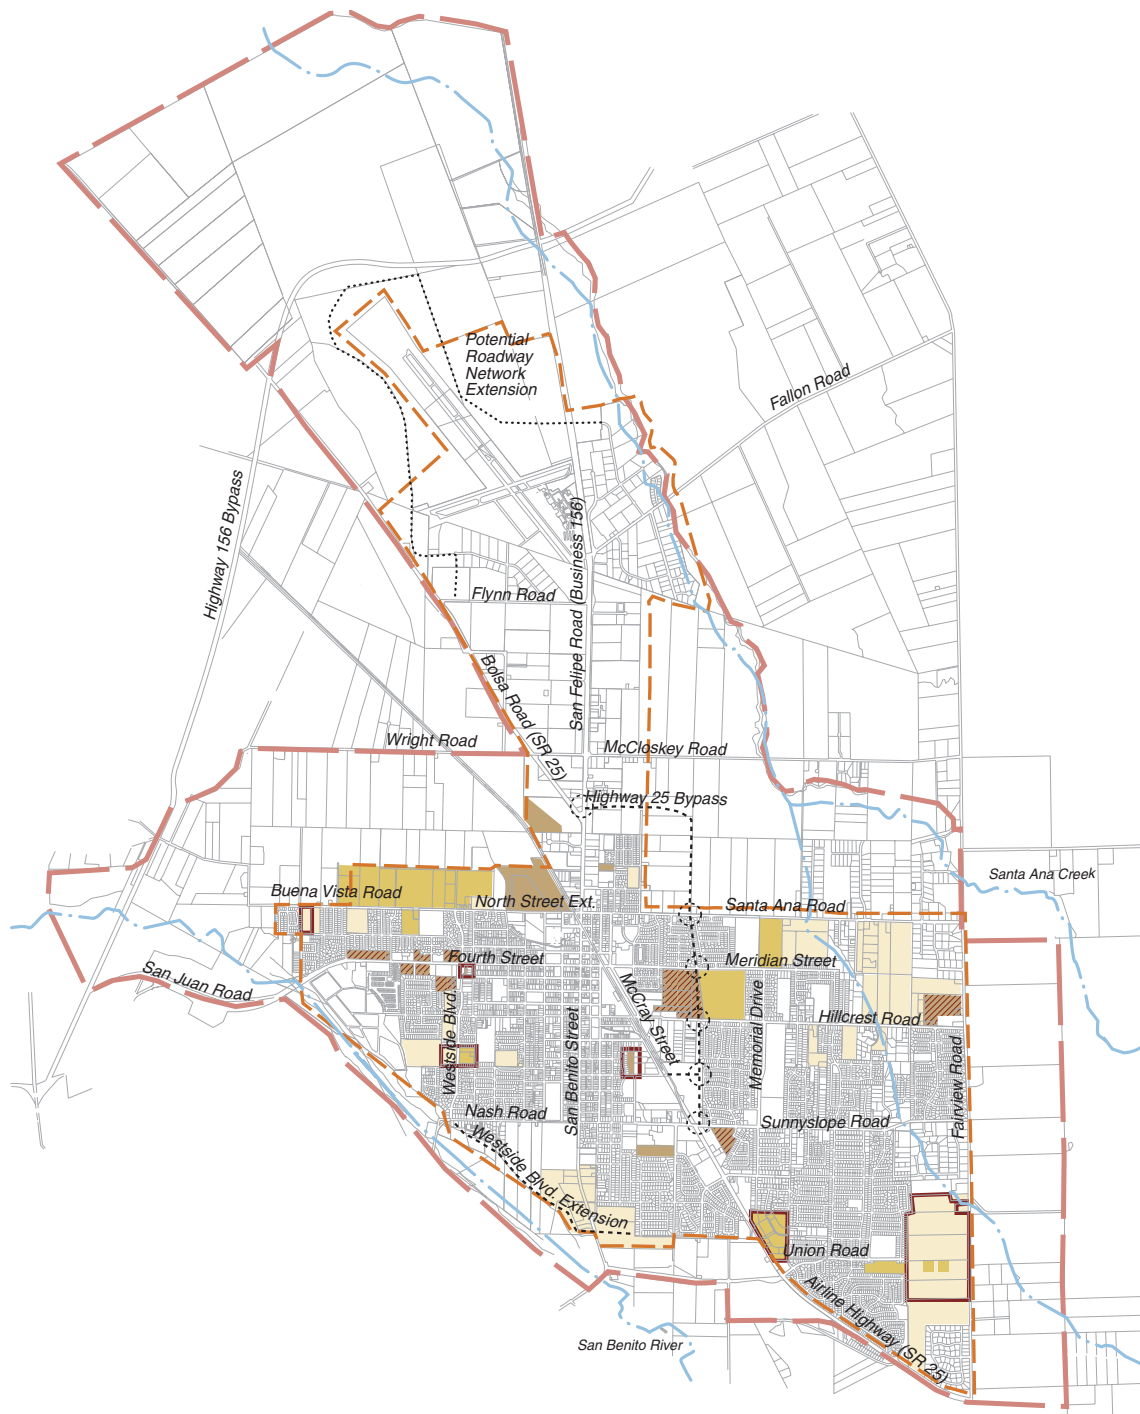 Potential
Roadway
Network
Extension
Fallon Road
Highway 156 Bypass
San Felipe Road (Business 156)
Flynn Road
Bolsa Road (SR 25)
Wright Road
McCloskey Road
Highway 25 Bypass
Santa Ana Creek
Buena Vista Road
North Street Ext.
Santa Ana Road
Fourth Street
Meridian Street
San Juan Road
McCray Street
Memorial Drive
Hillcrest Road
Westside Blvd.
San Benito Street
Fairview Road
Nash Road
Sunnyslope Road
Westside Blvd. Extension
Union Road
Airline Highway (SR 25)
San Benito River